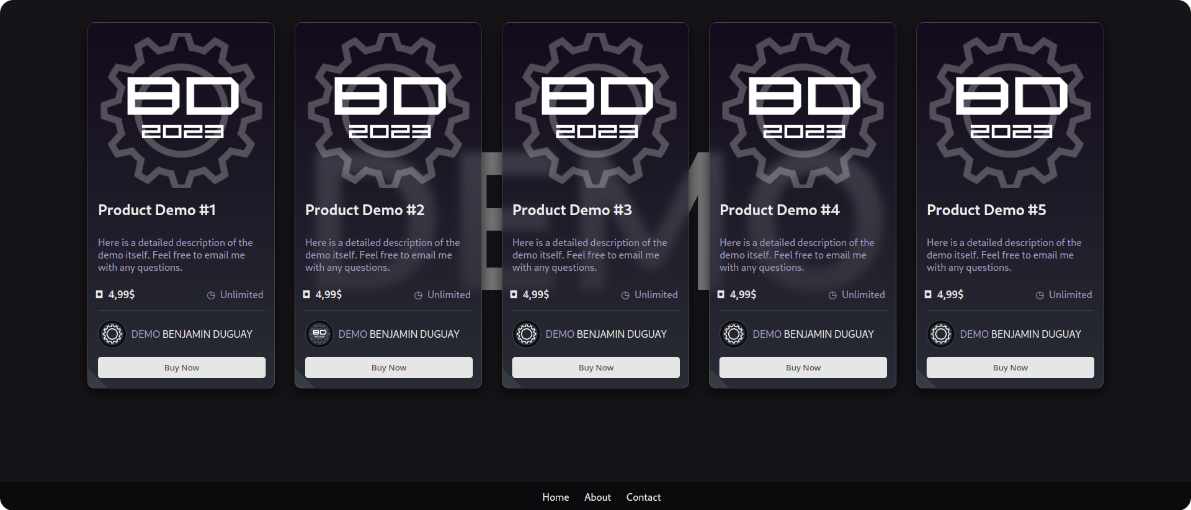 BD
2023
BD
2023
BD
2023
BD
2023
BD
2023
DEMO
Product Demo #1
Product Demo #2
Product Demo #3
Product Demo #4
Product Demo #5
Here is a detailed description of the
demo itself. Feel free to email me
with any questions.
Here is a detailed description of the
demo itself. Feel free to email me
with any questions.
Here is a detailed description of the
demo itself. Feel free to email me
with any questions.
Here is a detailed description of the
demo itself. Feel free to email me
with any questions.
Here is a detailed description of the
demo itself. Feel free to email me
with any questions.
4,99$ Unlimited
4,99$ Unlimited
4,99$ Unlimited
4,99$ Unlimited
4,99$ Unlimited
DEMO BENJAMIN DUGUAY
BD
DEMO BENJAMIN DUGUAY
DEMO BENJAMIN DUGUAY
DEMO BENJAMIN DUGUAY
DEMO BENJAMIN DUGUAY
Buy Now
Buy Now
Buy Now
Buy Now
Buy Now
Home About Contact